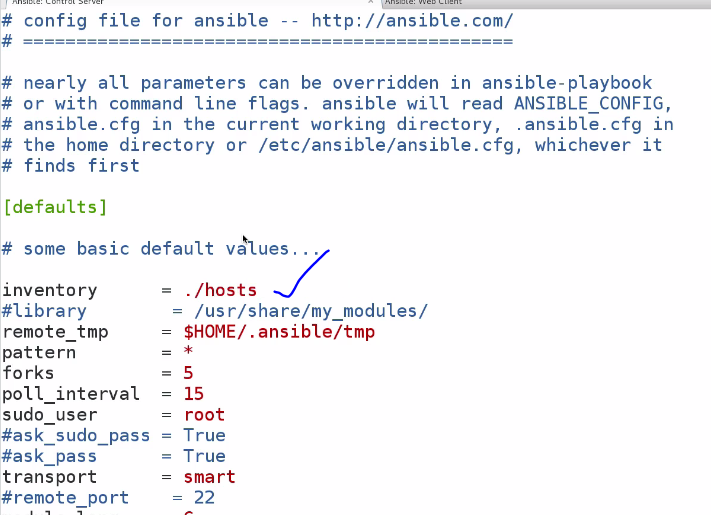 Ansible: Control Server
Ansible: Web Client
# config file for ansible -- http://ansible.com/
# ==============================================
# nearly all parameters can be overridden in ansible-playbook
# or with command line flags. ansible will read ANSIBLE_CONFIG,
# ansible.cfg in the current working directory, .ansible.cfg in
# the home directory or /etc/ansible/ansible.cfg, whichever it
# finds first
[defaults]
# some basic default values...
inventory      = ./hosts
#library        = /usr/share/my_modules/
remote_tmp     = $HOME/.ansible/tmp
pattern        = *
forks          = 5
poll_interval  = 15
sudo_user      = root
#ask_sudo_pass = True
#ask_pass      = True
transport      = smart
#remote_port    = 22